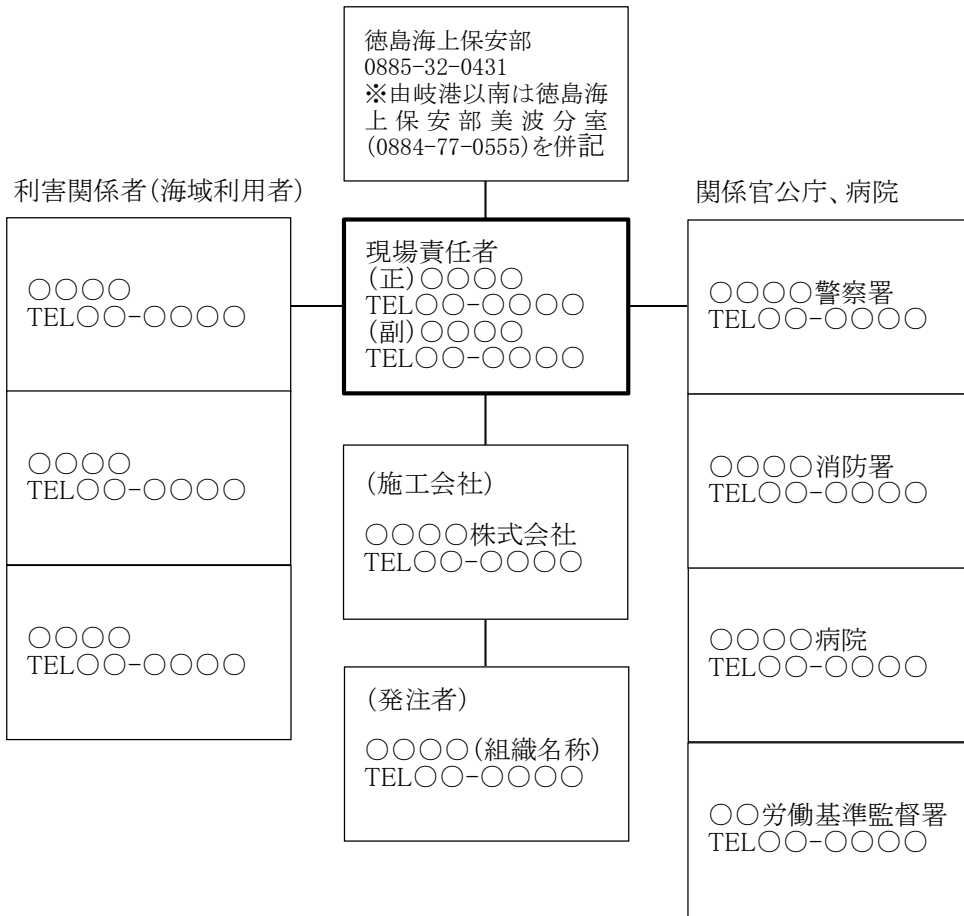 徳島海上保安部
0885-32-0431
※由岐港以南は徳島海
上保安部美波分室
(0884-77-0555)を併記
利害関係者(海域利用者)
○○○○
TEL○○-○○○○
○○○○
TEL○○-○○○○
○○○○
TEL○○-○○○○
現場責任者
(正)○○○○
TEL○○-○○○○
(副)○○○○
TEL○○-○○○○
(施工会社)
○○○○株式会社
TEL○○-○○○○
(発注者)
○○○○(組織名称)
TEL○○-○○○○
関係官公庁、病院
○○○○警察署
TEL○○-○○○○
○○○○消防署
TEL○○-○○○○
○○○○病院
TEL○○-○○○○
○○労働基準監督署
TEL○○-○○○○